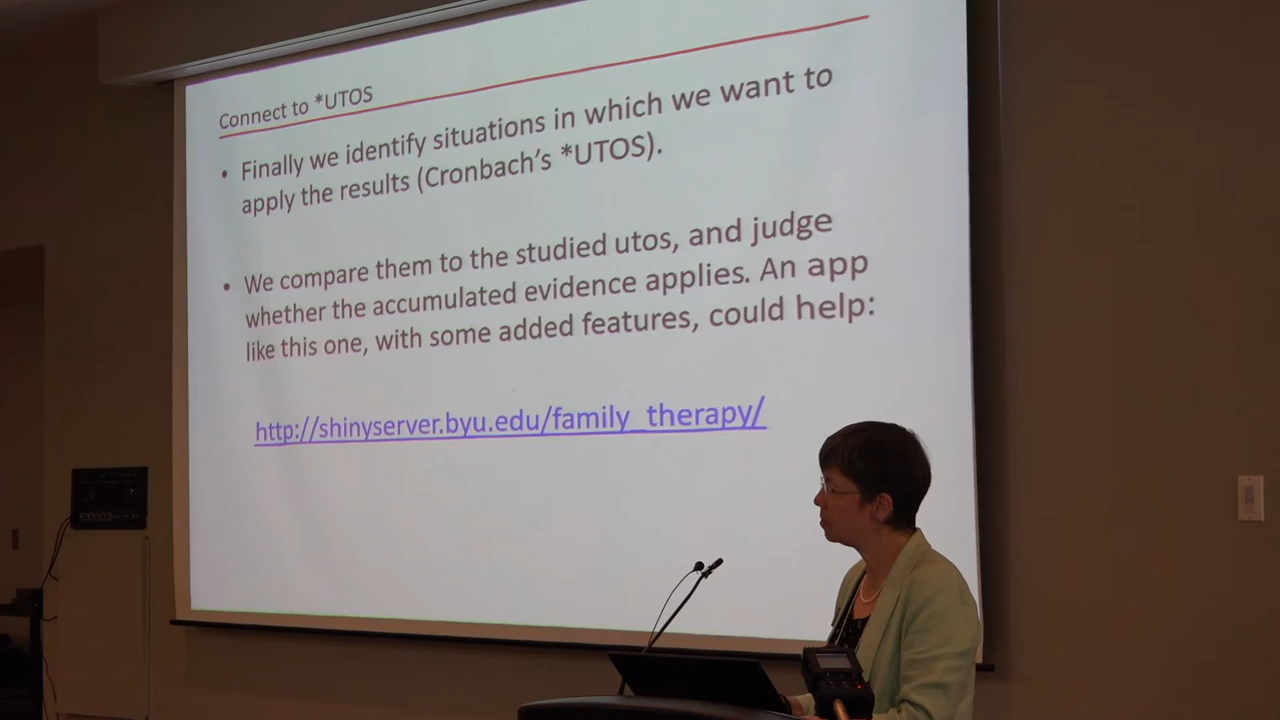 Connect to *UTOS
• Finally we identify situations in which we want to
apply the results (Cronbach's *UTOS).
• We compare them to the studied utos, and judge
whether the accumulated evidence applies. An app
like this one, with some added features, could help:
http://shinyserver.byu.edu/family_therapy/